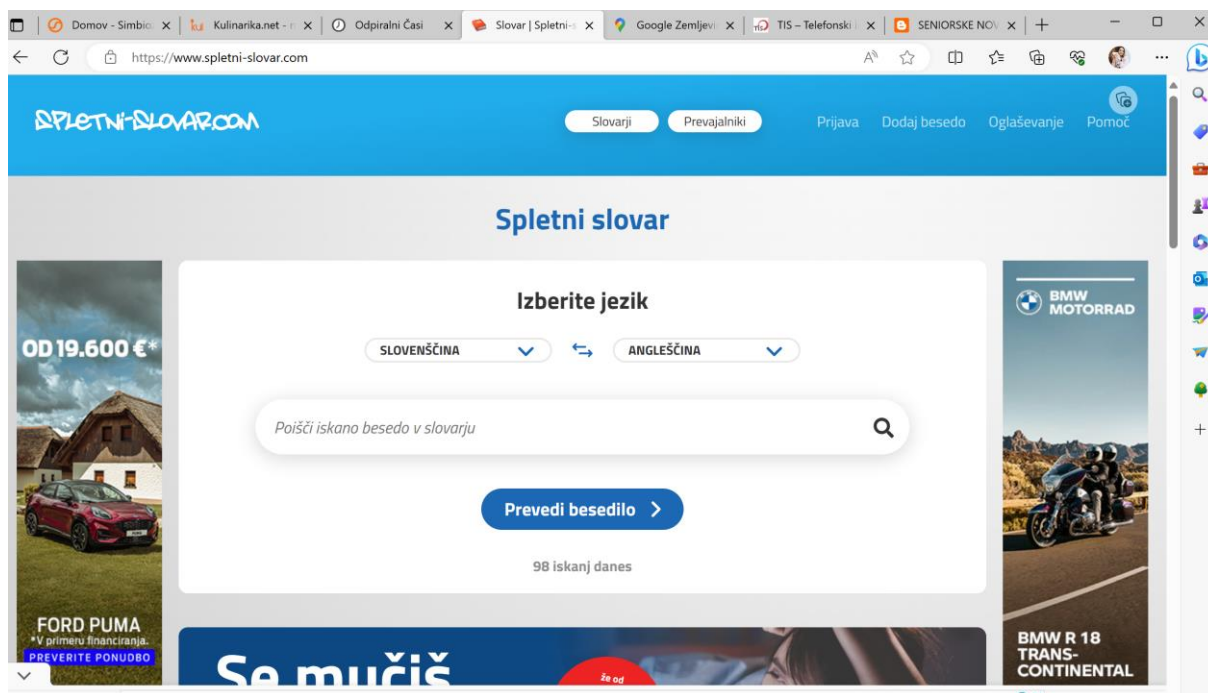 Domov - Simbio
Kulinarika.net - n
Odpiralni Časi
Slovar | Spletni-s
Google Zemljevi
TIS – Telefonski i
SENIORSKE NOV
https://www.spletni-slovar.com
SPLETNI-SLOVAR.COM
Slovarji
Prevajalniki
Prijava
Dodaj besedo
Oglaševanje
Pomoč
Spletni slovar
Izberite jezik
SLOVENŠČINA
ANGLEŠČINA
Poišči iskano besedo v slovarju
Prevedi besedilo
98 iskanj danes
OD 19.600 €*
FORD PUMA
*V primeru financiranja.
PREVERITE PONUDBO
BMW
MOTORRAD
BMW R 18
TRANS-
CONTINENTAL
Se mučiš
že od